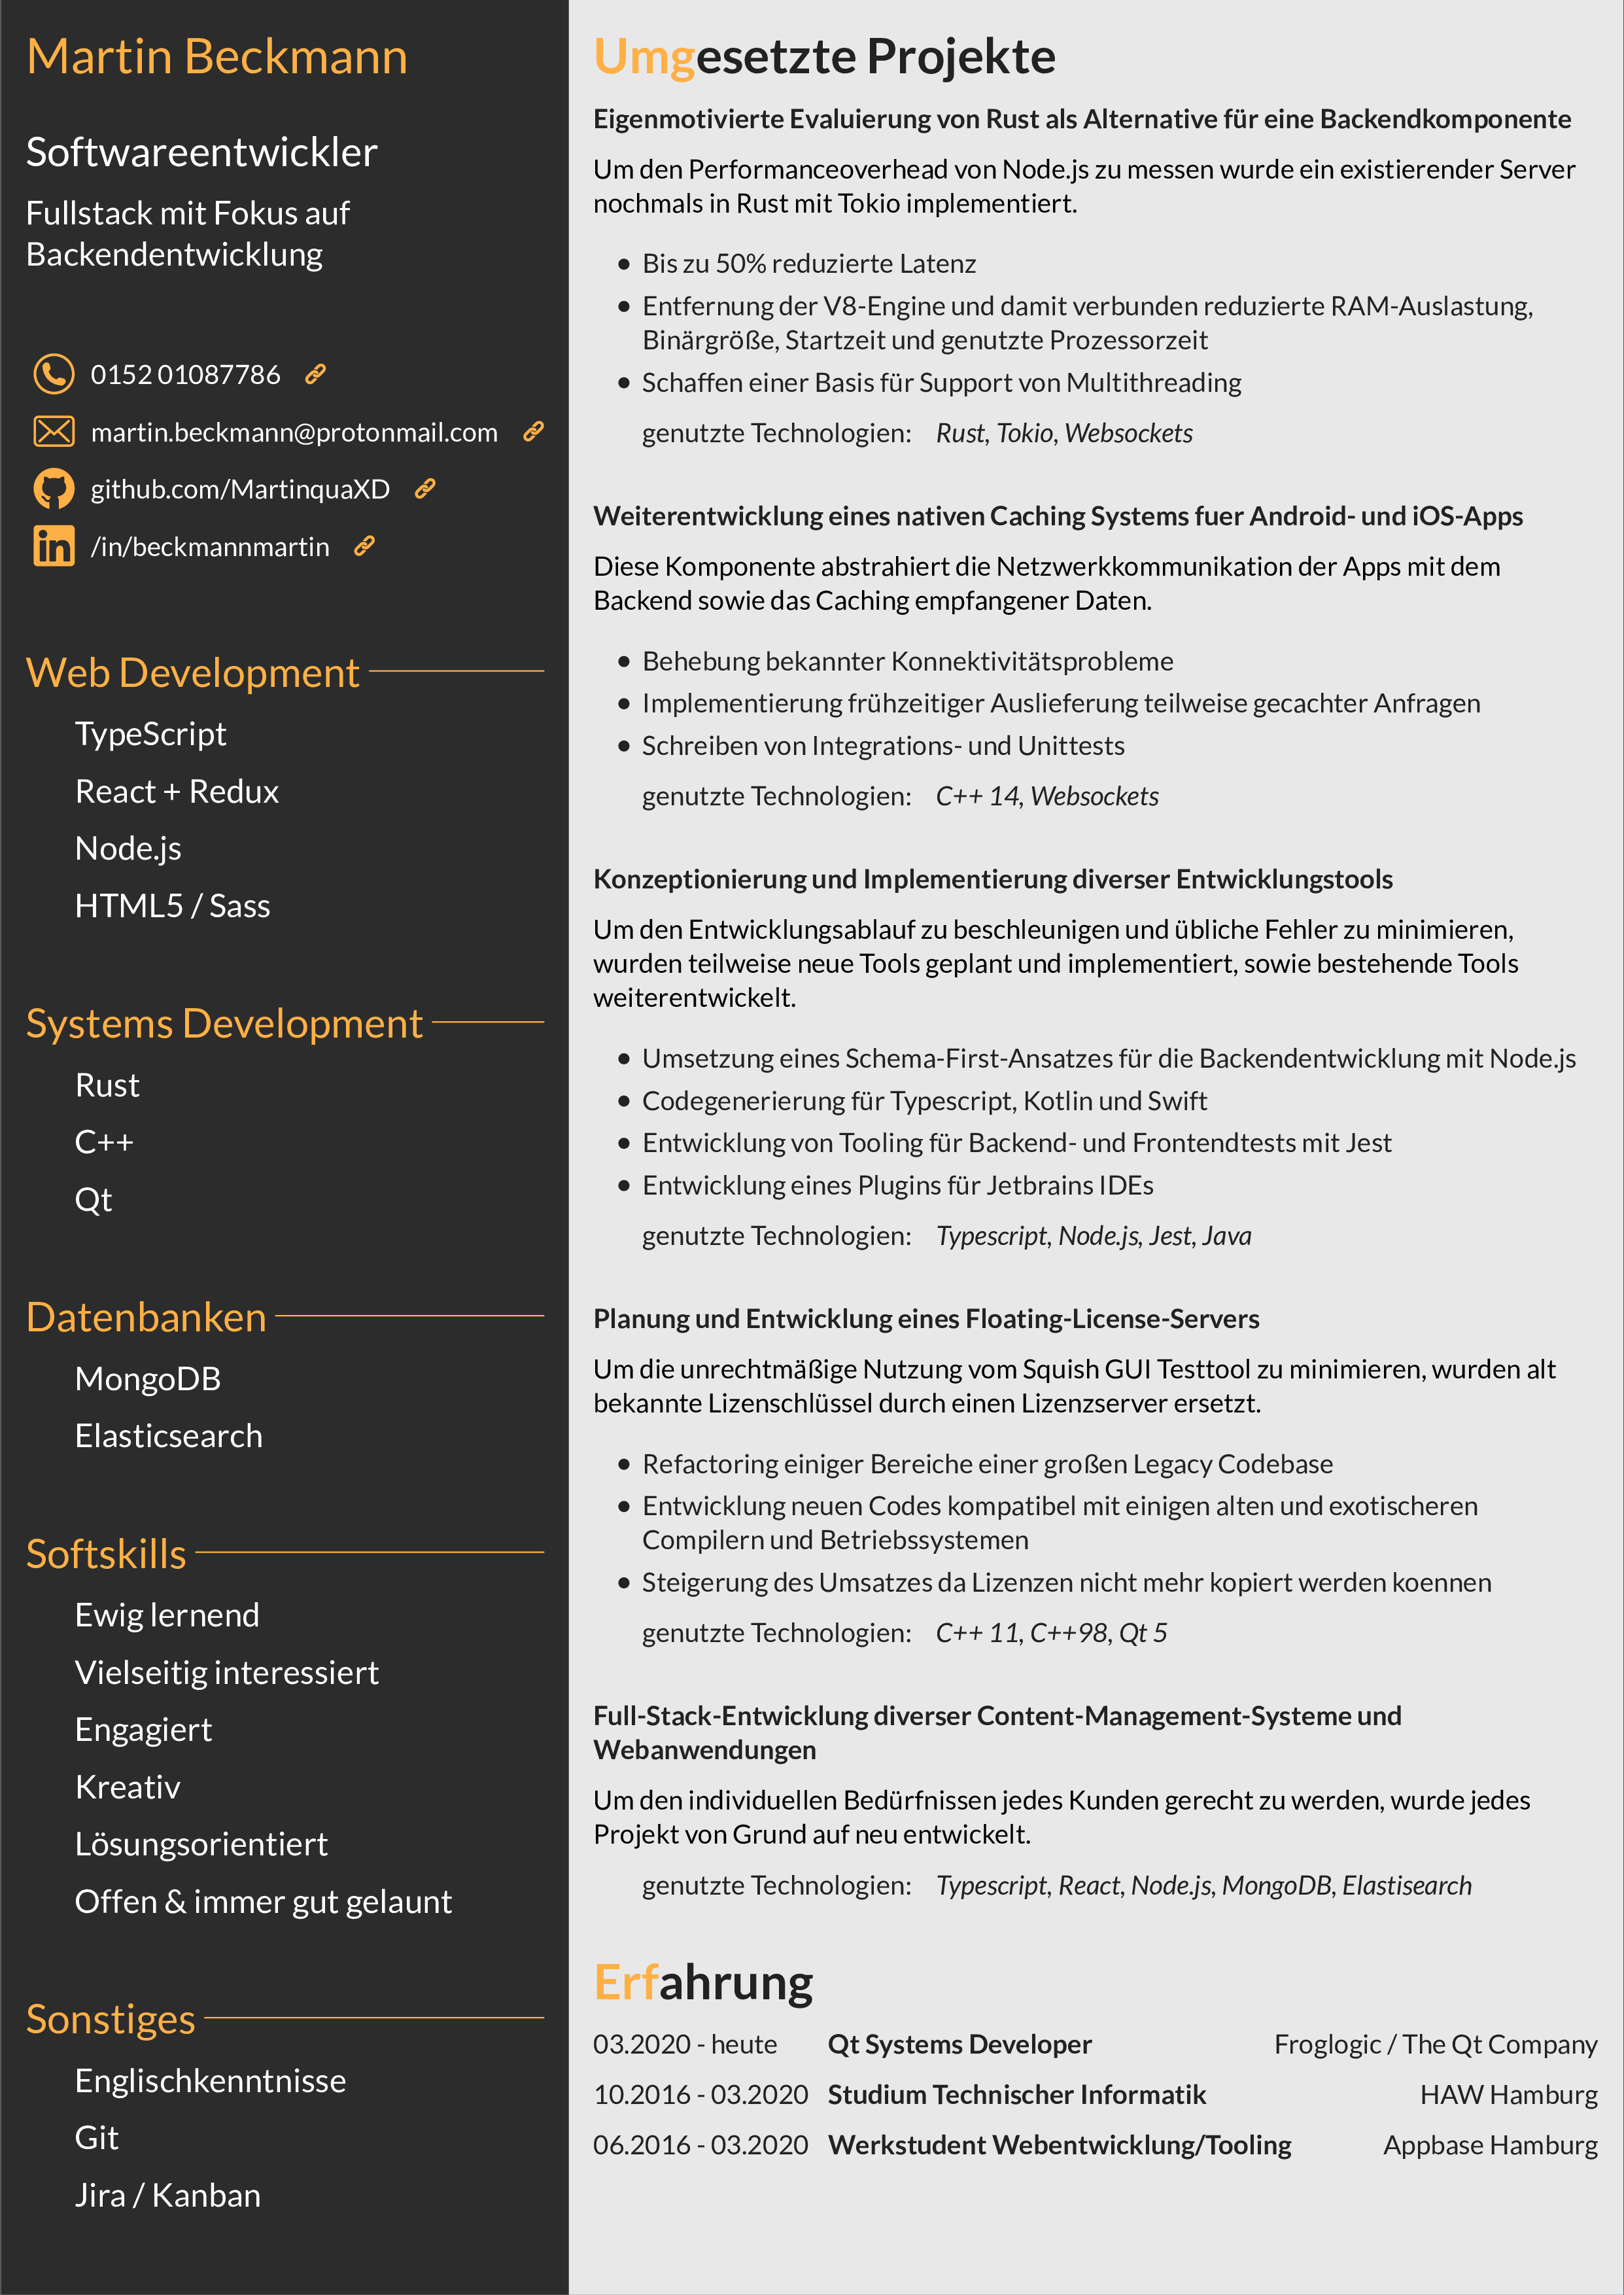 Martin Beckmann
Softwareentwickler
Fullstack mit Fokus auf
Backendentwicklung
0152 01087786
martin.beckmann@protonmail.com
github.com/MartinquaXD
/in/beckmannmartin
Web Development
TypeScript
React + Redux
Node.js
HTML5 / Sass
Systems Development
Rust
C++
Qt
Datenbanken
MongoDB
Elasticsearch
Softskills
Ewig lernend
Vielseitig interessiert
Engagiert
Kreativ
Lösungsorientiert
Offen & immer gut gelaunt
Sonstiges
Englischkenntnisse
Git
Jira / Kanban
Umgesetzte Projekte
Eigenmotivierte Evaluierung von Rust als Alternative für eine Backendkomponente
Um den Performanceoverhead von Node.js zu messen wurde ein existierender Server
nochmals in Rust mit Tokio implementiert.
• Bis zu 50% reduzierte Latenz
• Entfernung der V8-Engine und damit verbunden reduzierte RAM-Auslastung,
Binärgröße, Startzeit und genutzte Prozessorzeit
• Schaffen einer Basis für Support von Multithreading
genutzte Technologien: Rust, Tokio, Websockets
Weiterentwicklung eines nativen Caching Systems fuer Android- und iOS-Apps
Diese Komponente abstrahiert die Netzwerkkommunikation der Apps mit dem
Backend sowie das Caching empfangener Daten.
• Behebung bekannter Konnektivitätsprobleme
• Implementierung frühzeitiger Auslieferung teilweise gecachter Anfragen
• Schreiben von Integrations- und Unittests
genutzte Technologien: C++ 14, Websockets
Konzeptionierung und Implementierung diverser Entwicklungstools
Um den Entwicklungsablauf zu beschleunigen und übliche Fehler zu minimieren,
wurden teilweise neue Tools geplant und implementiert, sowie bestehende Tools
weiterentwickelt.
• Umsetzung eines Schema-First-Ansatzes für die Backendentwicklung mit Node.js
• Codegenerierung für Typescript, Kotlin und Swift
• Entwicklung von Tooling für Backend- und Frontendtests mit Jest
• Entwicklung eines Plugins für Jetbrains IDEs
genutzte Technologien: Typescript, Node.js, Jest, Java
Planung und Entwicklung eines Floating-License-Servers
Um die unrechtmäßige Nutzung vom Squish GUI Testtool zu minimieren, wurden alt
bekannte Lizenschlüssel durch einen Lizenzserver ersetzt.
• Refactoring einiger Bereiche einer großen Legacy Codebase
• Entwicklung neuen Codes kompatibel mit einigen alten und exotischeren
Compilern und Betriebssystemen
• Steigerung des Umsatzes da Lizenzen nicht mehr kopiert werden koennen
genutzte Technologien: C++ 11, C++98, Qt 5
Full-Stack-Entwicklung diverser Content-Management-Systeme und
Webanwendungen
Um den individuellen Bedürfnissen jedes Kunden gerecht zu werden, wurde jedes
Projekt von Grund auf neu entwickelt.
genutzte Technologien: Typescript, React, Node.js, MongoDB, Elastisearch
Erfahrung
03.2020 - heute Qt Systems Developer Froglogic / The Qt Company
10.2016 - 03.2020 Studium Technischer Informatik HAW Hamburg
06.2016 - 03.2020 Werkstudent Webentwicklung/Tooling Appbase Hamburg